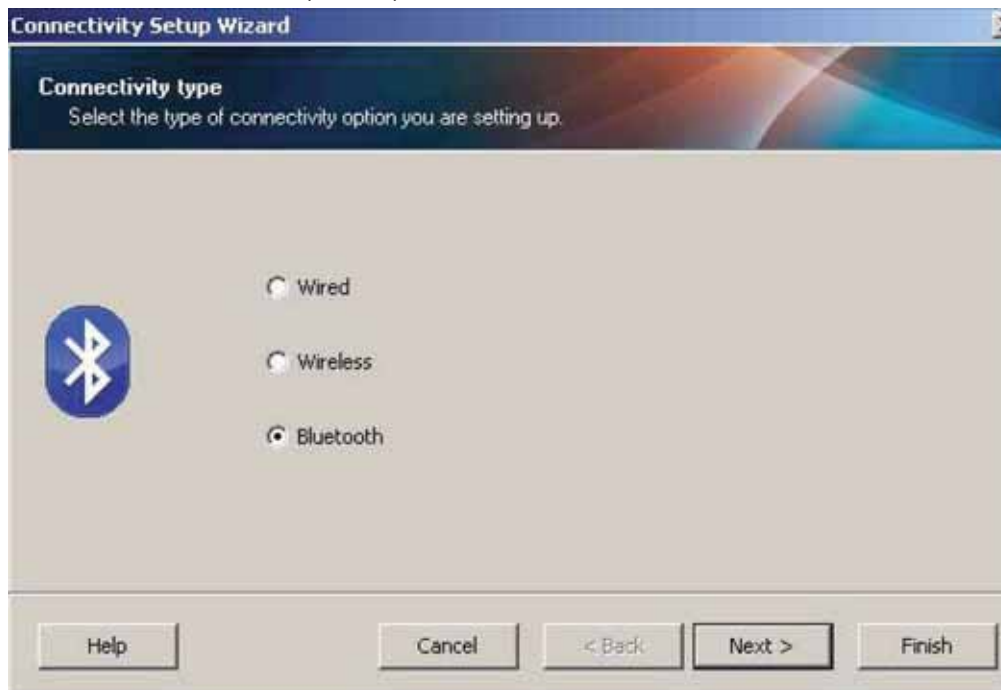 Connectivity Setup Wizard
Connectivity type
Select the type of connectivity option you are setting up.
Wired
Wireless
Bluetooth
Help
Cancel
< Back
Next >
Finish